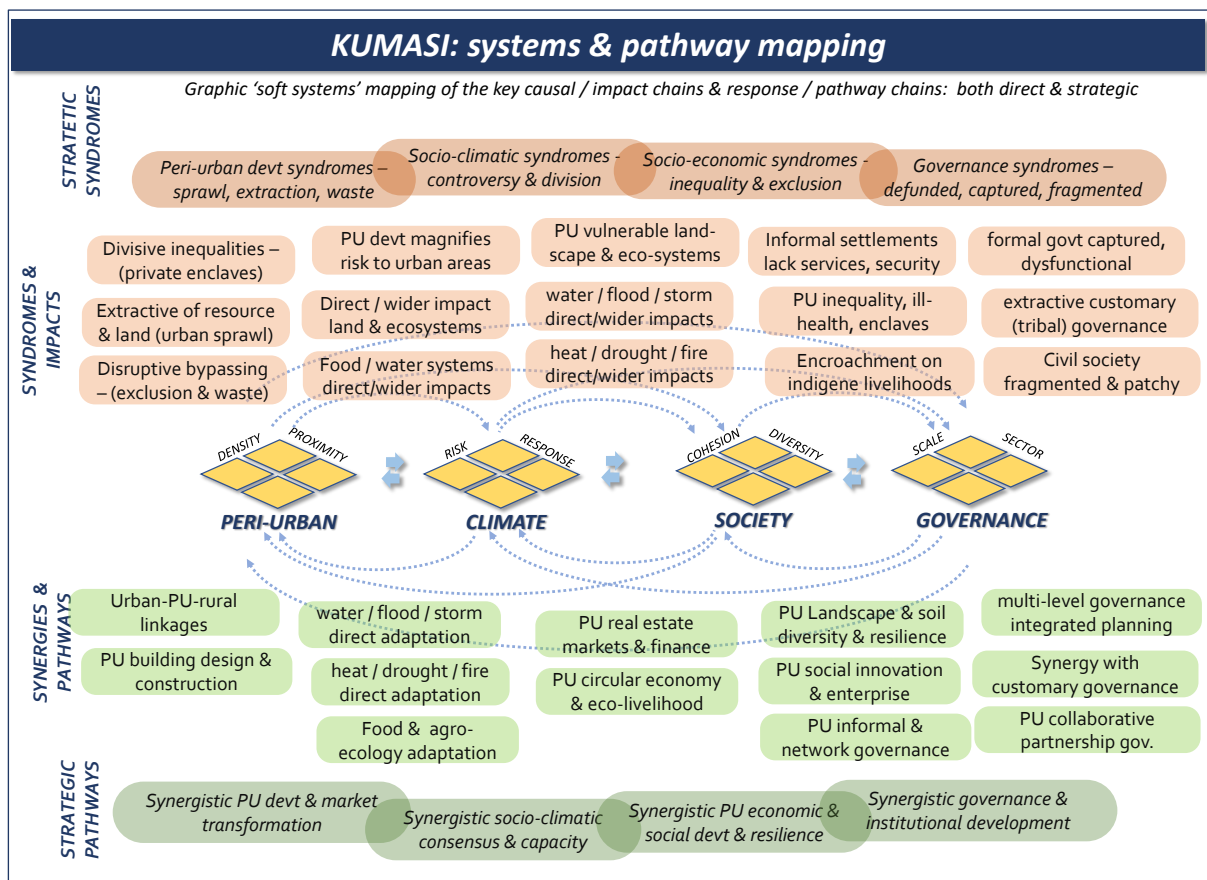 KUMASI: systems & pathway mapping
Graphic ‘soft systems’ mapping of the key causal / impact chains & response / pathway chains: both direct & strategic
STRATETIC
SYNDROMES
Peri-urban devt syndromes –
sprawl, extraction, waste
Socio-climatic syndromes -
controversy & division
Socio-economic syndromes -
inequality & exclusion
Governance syndromes –
defunded, captured, fragmented
SYNDROMES &
IMPACTS
Divisive inequalities –
(private enclaves)
Extractive of resource
& land (urban sprawl)
Disruptive bypassing
– (exclusion & waste)
PU devt magnifies
risk to urban areas
Direct / wider impact
land & ecosystems
Food / water systems
direct/wider impacts
PU vulnerable land-
scape & eco-systems
water / flood / storm
direct/wider impacts
heat / drought / fire
direct/wider impacts
Informal settlements
lack services, security
PU inequality, ill-
health, enclaves
Encroachment on
indigene livelihoods
formal govt captured,
dysfunctional
extractive customary
(tribal) governance
Civil society
fragmented & patchy
DENSITY
PROXIMITY
PERI-URBAN
RISK
RESPONSE
CLIMATE
COHESION
DIVERSITY
SOCIETY
SCALE
SECTOR
GOVERNANCE
SYNERGIES &
PATHWAYS
Urban-PU-rural
linkages
PU building design &
construction
water / flood / storm
direct adaptation
heat / drought / fire
direct adaptation
Food & agro-
ecology adaptation
PU real estate
markets & finance
PU circular economy
& eco-livelihood
PU Landscape & soil
diversity & resilience
PU social innovation
& enterprise
PU informal &
network governance
multi-level governance
integrated planning
Synergy with
customary governance
PU collaborative
partnership gov.
STRATEGIC
PATHWAYS
Synergistic PU devt & market
transformation
Synergistic socio-climatic
consensus & capacity
Synergistic PU economic &
social devt & resilience
Synergistic governance &
institutional development